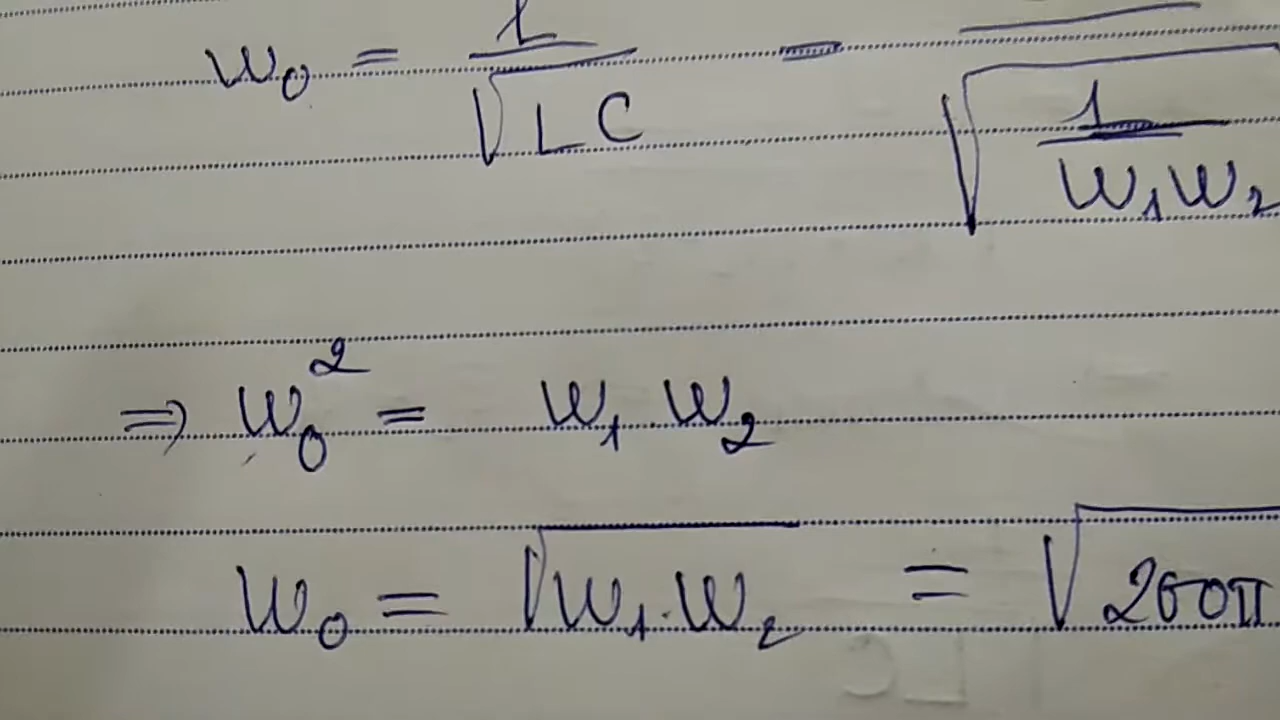 w₀ = 1/√(LC) = /√(1/(w₁w₂))
⇒ w₀² = w₁.w₂
w₀ = √(w₁.w₂) = √(200π